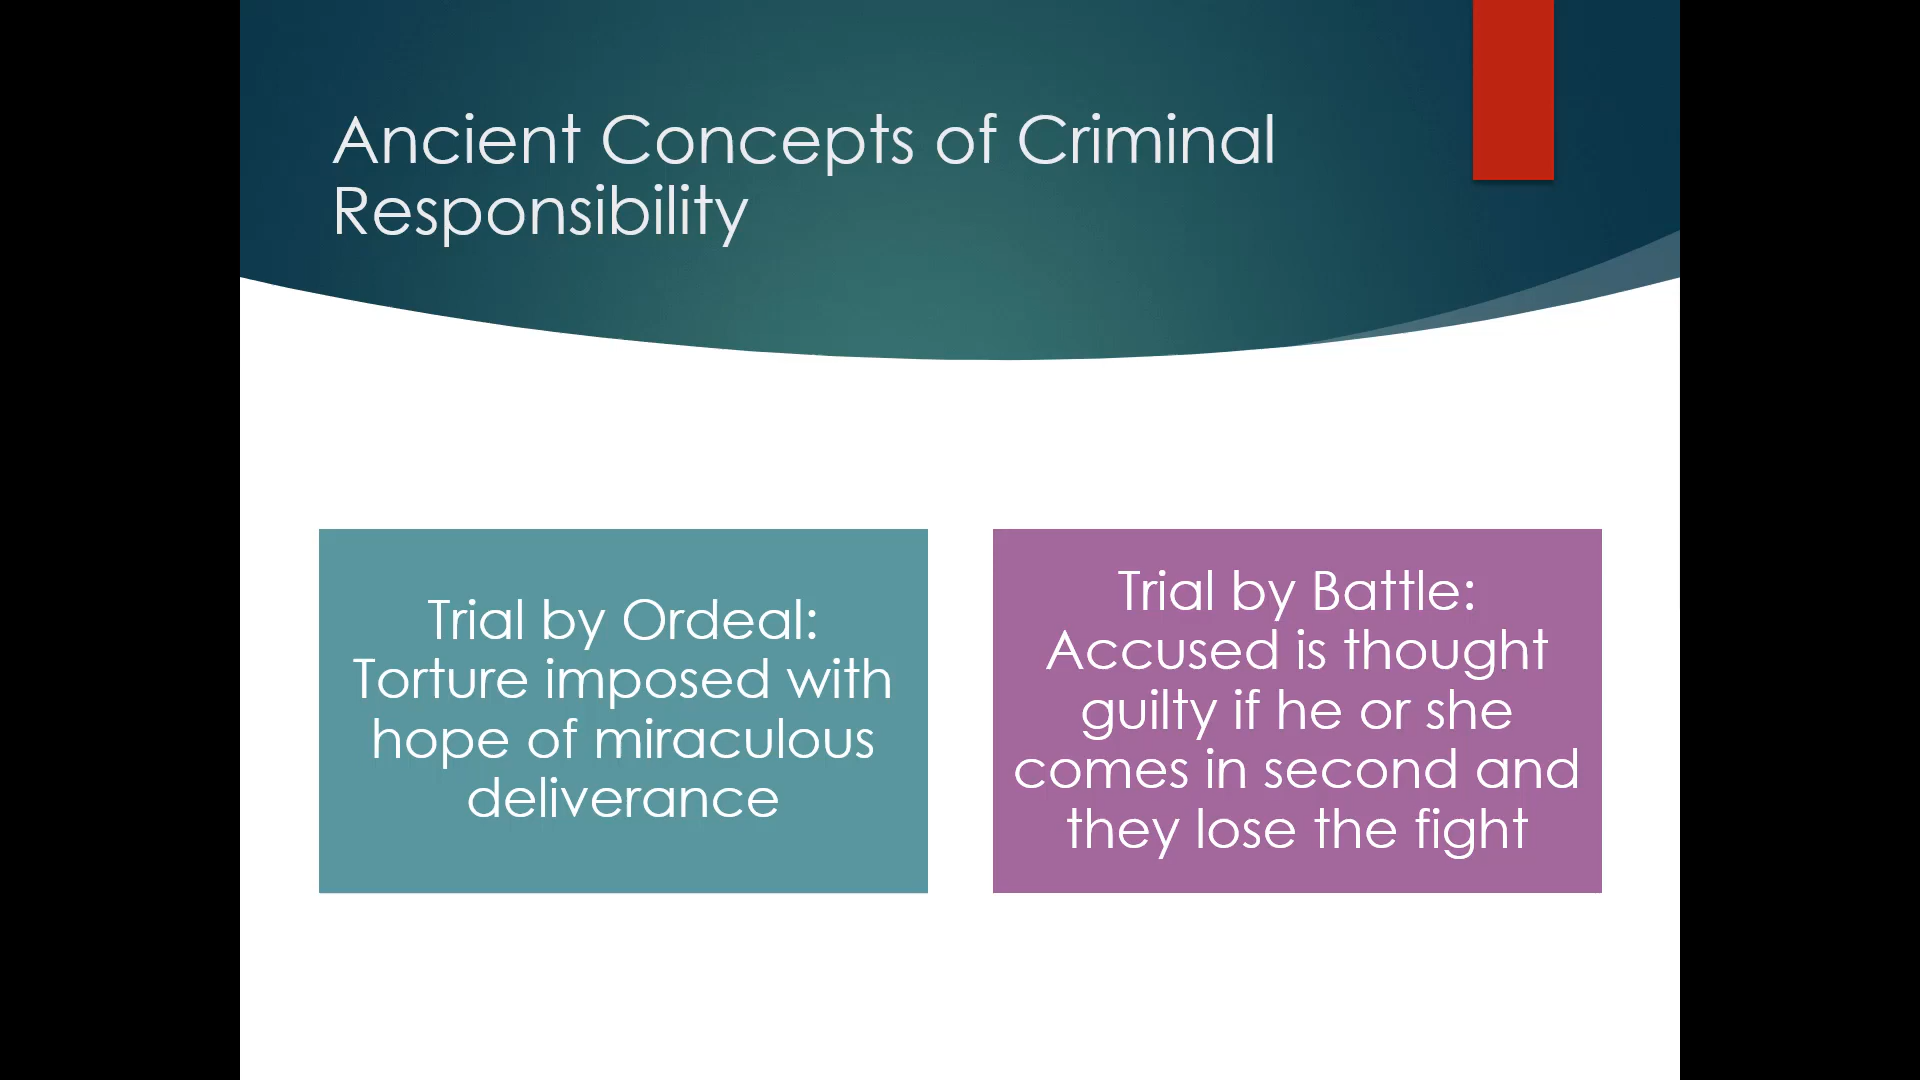 Ancient Concepts of Criminal
Responsibility
Trial by Ordeal:
Torture imposed with
hope of miraculous
deliverance
Trial by Battle:
Accused is thought
guilty if he or she
comes in second and
they lose the fight